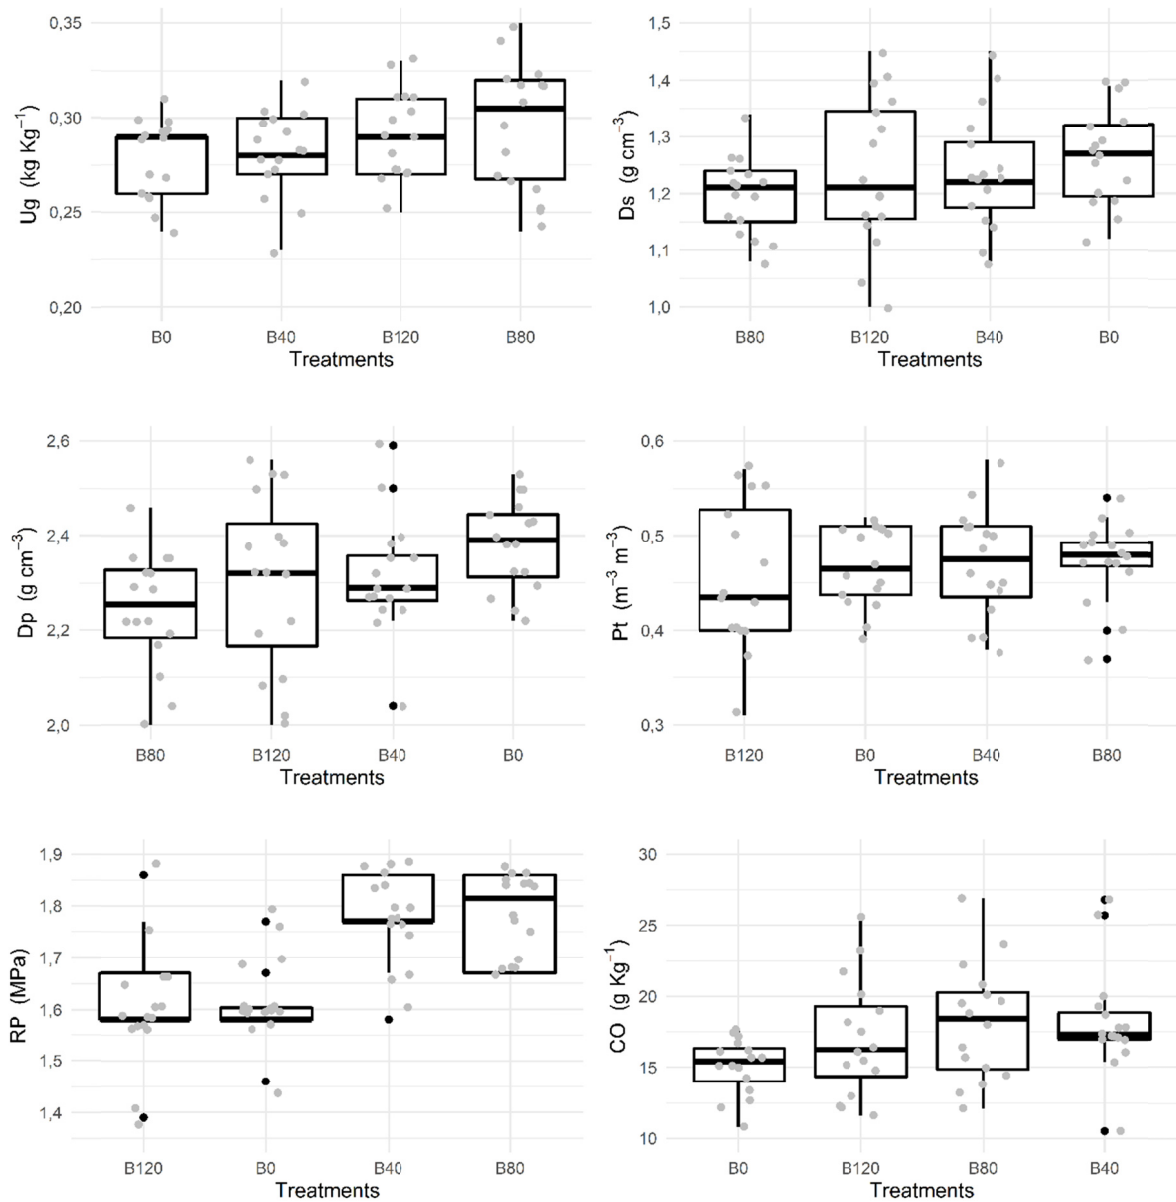 Ug (kg Kg⁻¹)
0,35
0,30
0,25
0,20
B0 B40 B120 B80
Treatments
Ds (g cm⁻³)
1,5
1,4
1,3
1,2
1,1
1,0
B80 B120 B40 B0
Treatments
Dp (g cm⁻³)
2,6
2,4
2,2
2,0
B80 B120 B40 B0
Treatments
Pt (m⁻³ m⁻³)
0,6
0,5
0,4
0,3
B120 B0 B40 B80
Treatments
RP (MPa)
1,9
1,8
1,7
1,6
1,5
1,4
B120 B0 B40 B80
Treatments
CO (g Kg⁻¹)
30
25
20
15
10
B0 B120 B80 B40
Treatments